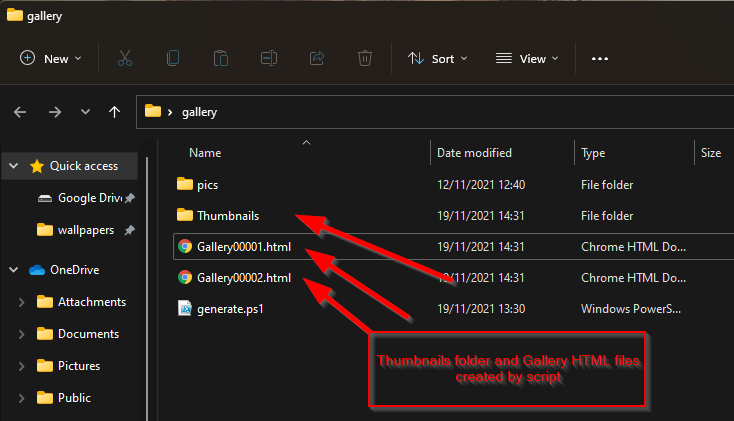 gallery
New
Sort
View
gallery
Name
Date modified
Type
Size
Quick access
pics
12/11/2021 12:40
File folder
Google Drive
Thumbnails
19/11/2021 14:31
File folder
wallpapers
Gallery00001.html
19/11/2021 14:31
Chrome HTML Do...
OneDrive
Gallery00002.html
19/11/2021 14:31
Chrome HTML Do...
Attachments
generate.ps1
19/11/2021 13:30
Windows PowerS...
Documents
Pictures
Public
Thumbnails folder and Gallery HTML files
created by script